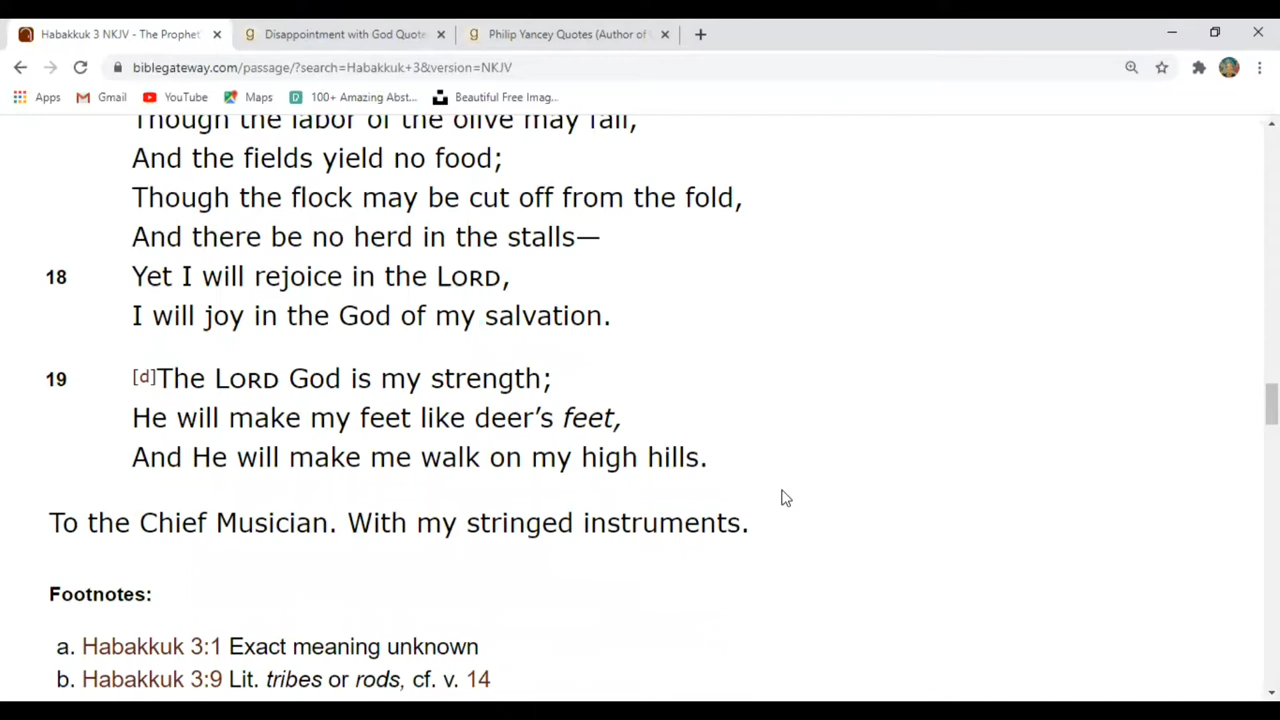 Habakkuk 3 NKJV - The Prophet'
Disappointment with God Quote
Philip Yancey Quotes (Author of
biblegateway.com/passage/?search=Habakkuk+3&version=NKJV
Apps
Gmail
YouTube
Maps
100+ Amazing Abst...
Beautiful Free Imag...
Though the labor of the olive may fail,
And the fields yield no food;
Though the flock may be cut off from the fold,
And there be no herd in the stalls—
18 Yet I will rejoice in the LORD,
I will joy in the God of my salvation.
19 [d]The LORD God is my strength;
He will make my feet like deer’s feet,
And He will make me walk on my high hills.
To the Chief Musician. With my stringed instruments.
Footnotes:
a. Habakkuk 3:1 Exact meaning unknown
b. Habakkuk 3:9 Lit. tribes or rods, cf. v. 14